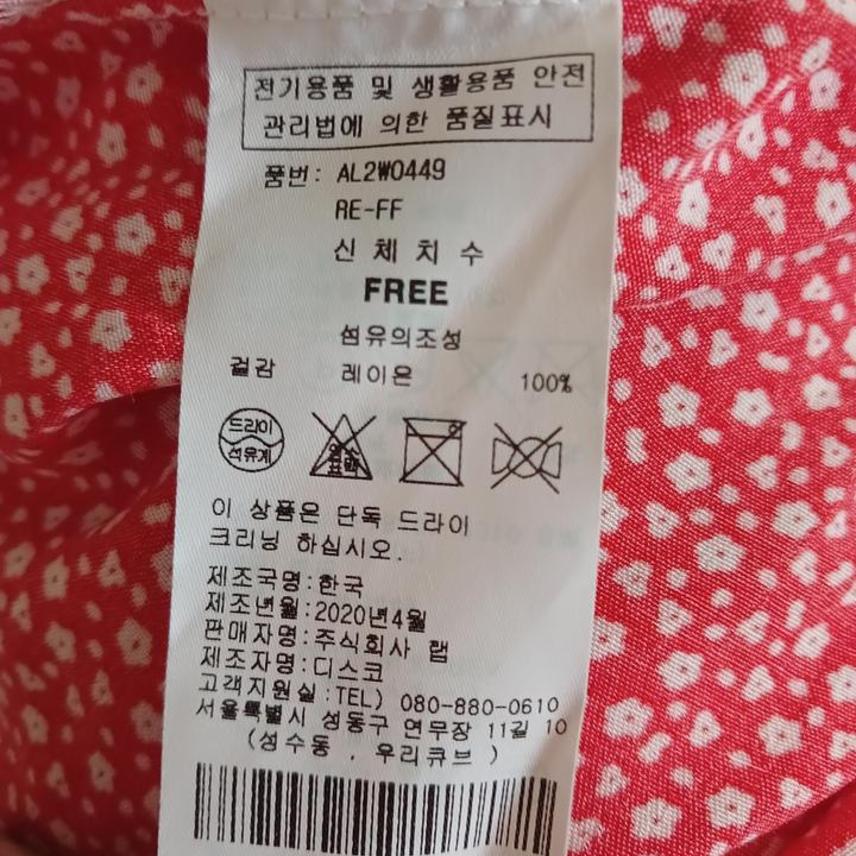 전기용품 및 생활용품 안전
관리법에 의한 품질표시
품번: AL2W0449
RE-FF
신 체 치 수
FREE
섬유의조성
겉감 레이온 100%
드라이
석유계
염소
표백
이 상품은 단독 드라이
크리닝 하십시오.
제조국명:한국
제조년월:2020년4월
판매자명:주식회사 랩
제조자명:디스코
고객지원실:TEL) 080-880-0610
서울특별시 성동구 연무장 11길 10
(성수동 , 우리큐브 )